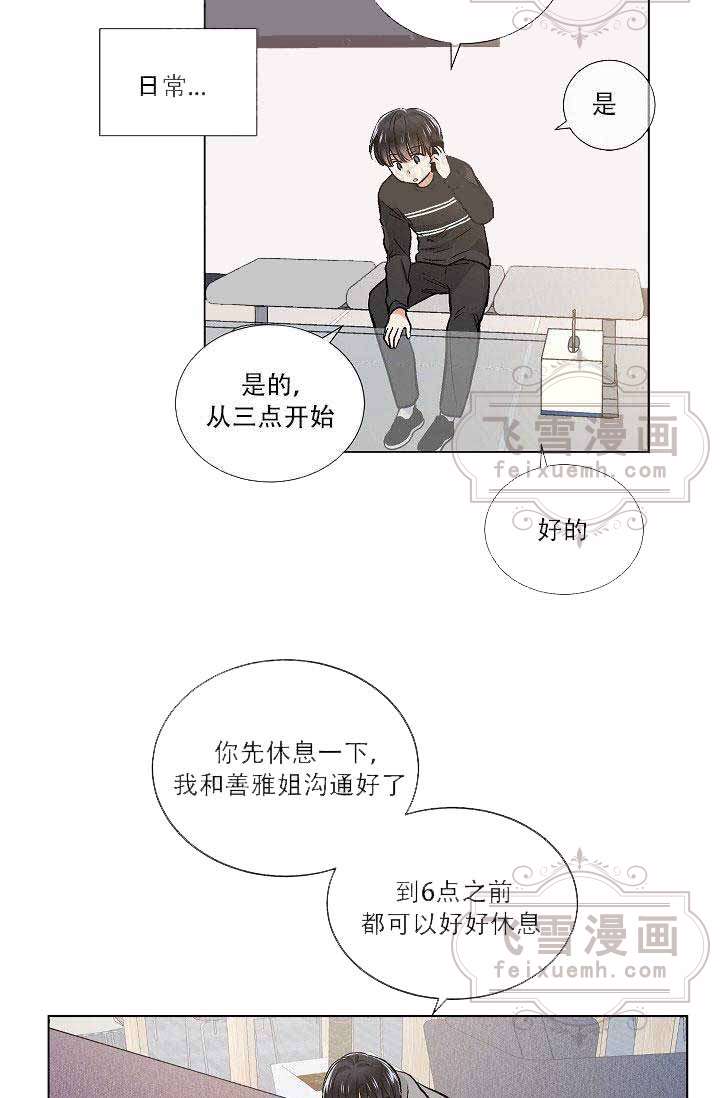 日常...
是
是的,
从三点开始
飞雪漫画
feixuemh.com
好的
你先休息一下,
我和善雅姐沟通好了
到6点之前
都可以好好休息
飞雪漫画
feixuemh.com